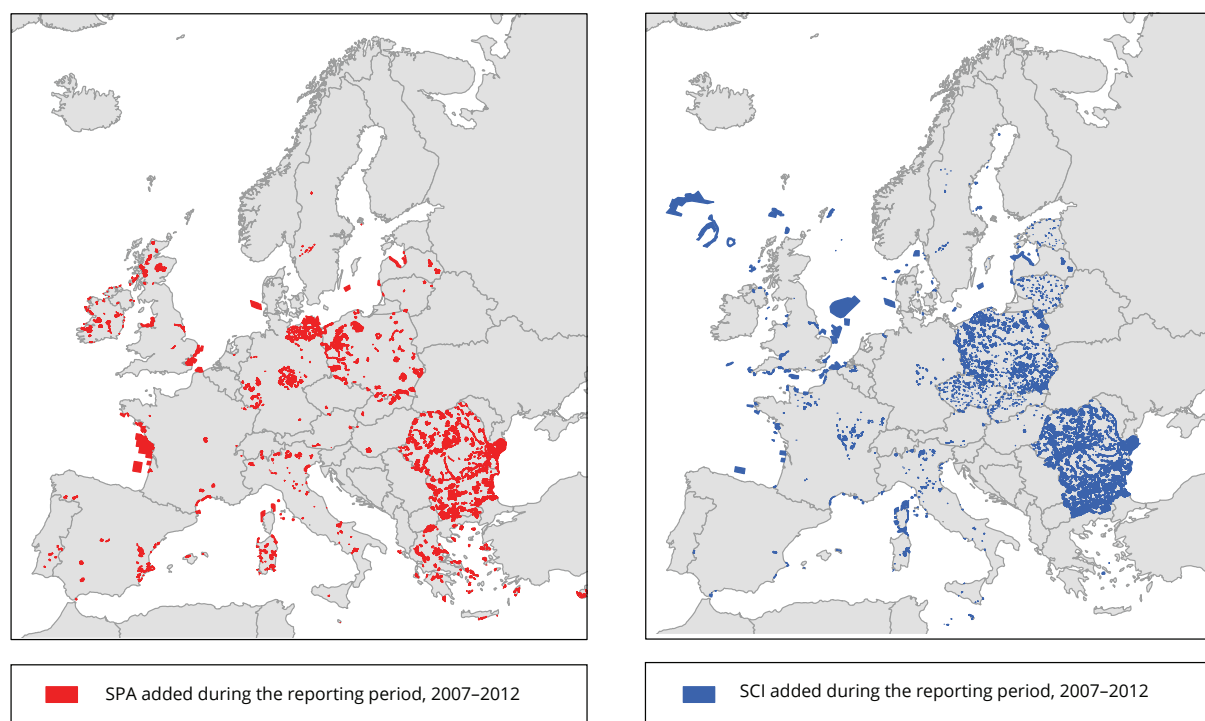 SPA added during the reporting period, 2007–2012
SCI added during the reporting period, 2007–2012